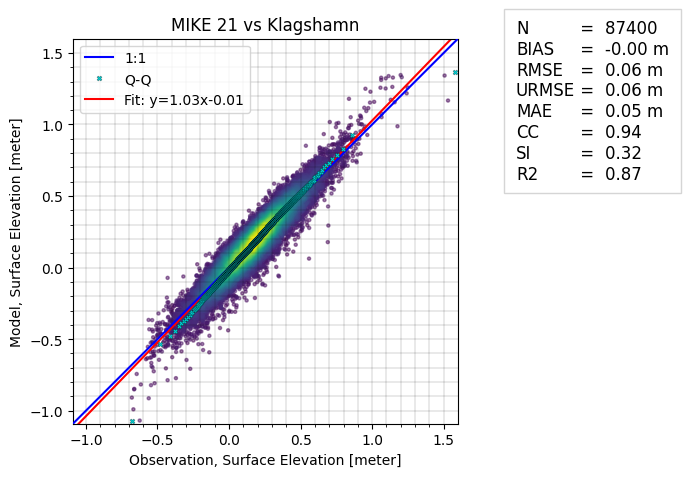 MIKE 21 vs Klagshamn
1:1
Q-Q
Fit: y=1.03x-0.01
N = 87400
BIAS = -0.00 m
RMSE = 0.06 m
URMSE = 0.06 m
MAE = 0.05 m
CC = 0.94
SI = 0.32
R2 = 0.87
Model, Surface Elevation [meter]
1.5
1.0
0.5
0.0
−0.5
−1.0
−1.0 −0.5 0.0 0.5 1.0 1.5
Observation, Surface Elevation [meter]